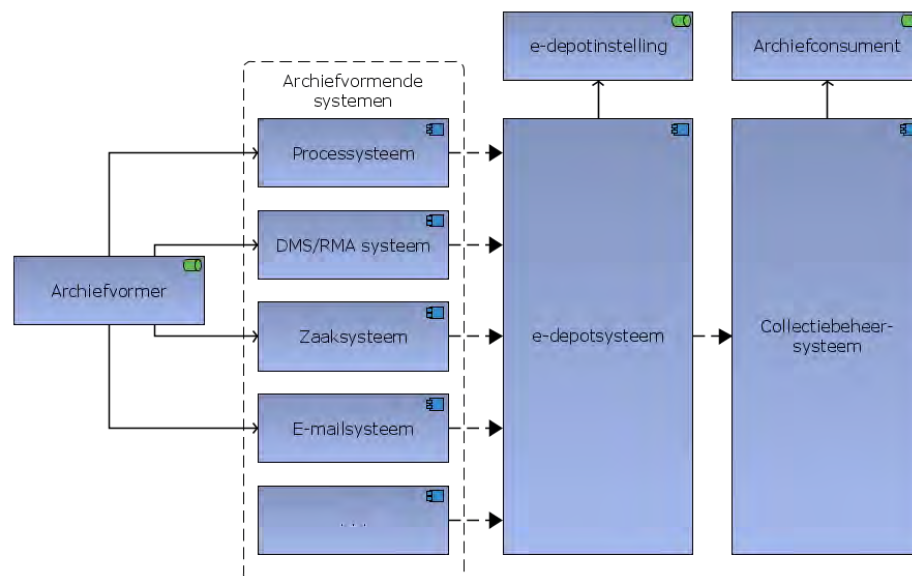 e-depotinstelling
Archiefconsument
Archiefvormende
systemen
Processysteem
DMS/RMA systeem
Archiefvormer
Zaaksysteem
e-depotsysteem
Collectiebeheer-
systeem
E-mailsysteem
...